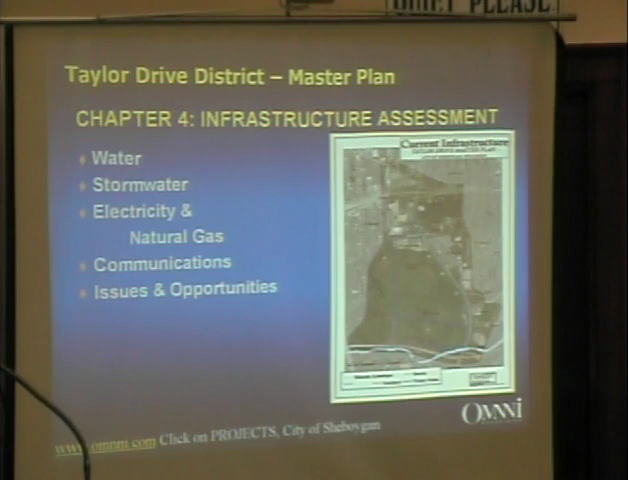 QUIET PLEASE.
Taylor Drive District – Master Plan
CHAPTER 4: INFRASTRUCTURE ASSESSMENT
Current Infrastructure
Water
Stormwater
Electricity &
Natural Gas
Communications
Issues & Opportunities
OMNNI
www.omnni.com Click on PROJECTS, City of Sheboygan